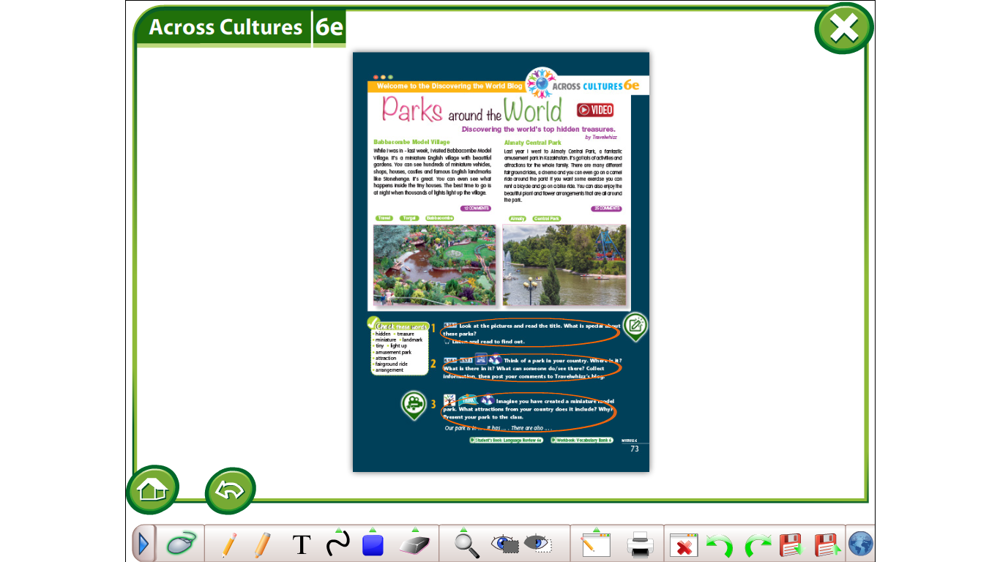 Across Cultures 6e
Welcome to the Discovering the World Blog
ACROSS CULTURES 6e
Parks around the World
VIDEO
Discovering the world's top hidden treasures.
by Travelwhizz
Babbacombe Model Village
While I was in - last week, I visited Babbacombe Model
Village. It's a miniature English village with beautiful
gardens. You can see hundreds of miniature vehicles,
shops, houses, castles and famous English landmarks
like Stonehenge. It's great. You can even see what
happens inside the tiny houses. The best time to go is
at night when thousands of lights light up the village.
12 COMMENTS
Travel
Babbacombe
Almaty Central Park
Last year I went to Almaty Central Park, a fantastic
amusement park in Kazakhstan. It's got lots of activities and
attractions for the whole family. There are many different
fairground rides, a cinema and you can even go on a camel
ride around the park! If you want some exercise you can
rent a bicycle and go on a bike ride. You can also enjoy the
beautiful plant and flower arrangements that are all around
the park.
25 COMMENTS
Almaty
Central Park
Check these words
hidden treasure
miniature landmark
tiny light up
amusement park
attraction
fairground ride
arrangement
1 Look at the pictures and read the title. What is special about
these parks?
Listen and read to find out.
2 Think of a park in your country. Where is it?
What is there in it? What can someone do/see there? Collect
information, then post your comments to Travelwhizz's blog.
3 THINK! Imagine you have created a miniature model
park. What attractions from your country does it include? Why?
Present your park to the class.
Our park is in ... . It has ... . There are also ... .
Student's Book: Language Review 6e
Workbook: Vocabulary Bank 6
MODULE 6
73
T